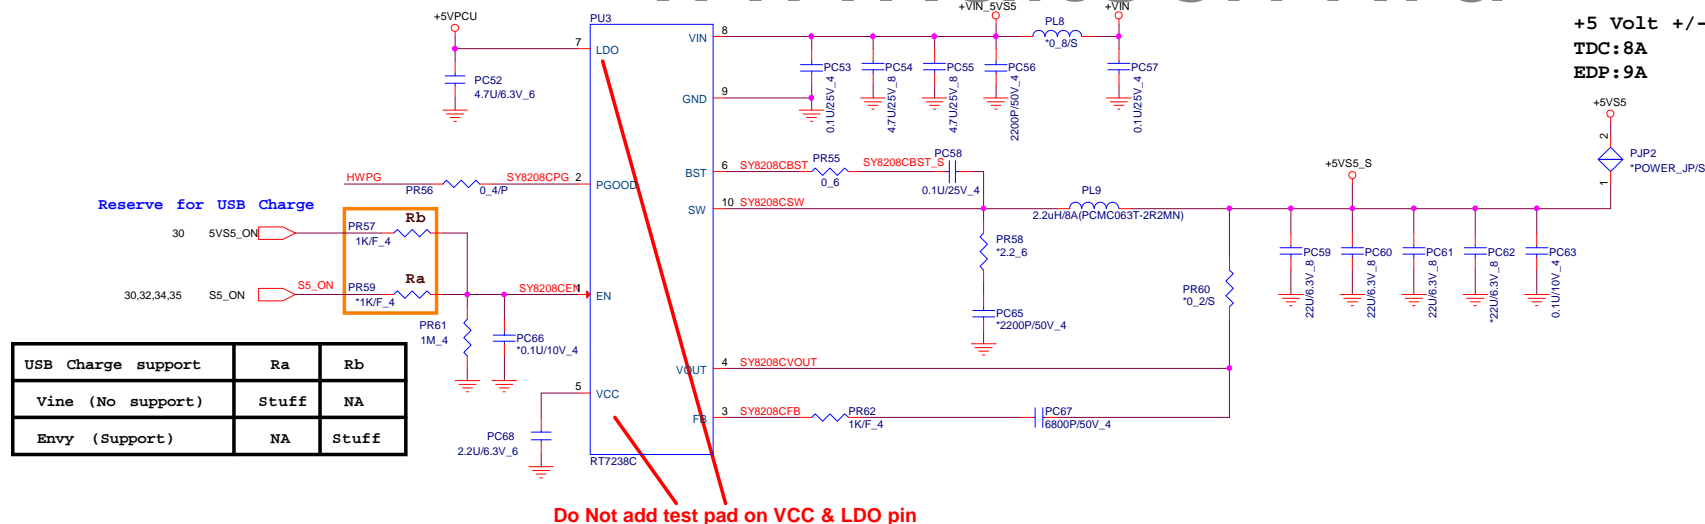 +5VPCU
PU3
+VIN_5VS5
+VIN
+5 Volt +/-
TDC:8A
EDP:9A
7
LDO
VIN
8
PL8
*0_8/S
PC52
4.7U/6.3V_6
PC53
0.1U/25V_4
PC54
4.7U/25V_8
PC55
4.7U/25V_8
PC56
2200P/50V_4
PC57
0.1U/25V_4
GND
9
+5VS5
2
PJP2
*POWER_JP/S
1
HWPG
PR56
0_4/P
SY8208CPG
2
PGOOD
BST
6
SY8208CBST
PR55
0_6
SY8208CBST_S
PC58
0.1U/25V_4
+5VS5_S
SW
10
SY8208CSW
PL9
2.2uH/8A(PCMC063T-2R2MN)
Reserve for USB Charge
30
5VS5_ON
PR57
1K/F_4
Rb
PR58
*2.2_6
PC59
22U/6.3V_8
PC60
22U/6.3V_8
PC61
22U/6.3V_8
PC62
*22U/6.3V_8
PC63
0.1U/10V_4
30,32,34,35
S5_ON
S5_ON
PR59
*1K/F_4
Ra
SY8208CEN
1
EN
PR60
*0_2/S
PC65
*2200P/50V_4
PR61
1M_4
PC66
*0.1U/10V_4
USB Charge support Ra Rb
Vine (No support) Stuff NA
Envy (Support) NA Stuff
VOUT
4
SY8208CVOUT
5
VCC
PC68
2.2U/6.3V_6
FB
3
SY8208CFB
PR62
1K/F_4
PC67
6800P/50V_4
RT7238C
Do Not add test pad on VCC & LDO pin